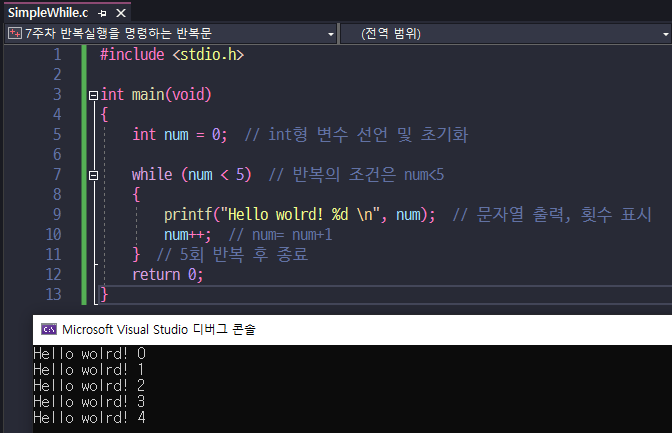 SimpleWhile.c
7주차 반복실행을 명령하는 반복문 (전역 범위)
1 #include <stdio.h>
2
3 int main(void)
4 {
5 int num = 0; // int형 변수 선언 및 초기화
6
7 while (num < 5) // 반복의 조건은 num<5
8 {
9 printf("Hello wolrd! %d \n", num); // 문자열 출력, 횟수 표시
10 num++; // num= num+1
11 } // 5회 반복 후 종료
12 return 0;
13 }
C:\ Microsoft Visual Studio 디버그 콘솔
Hello wolrd! 0
Hello wolrd! 1
Hello wolrd! 2
Hello wolrd! 3
Hello wolrd! 4